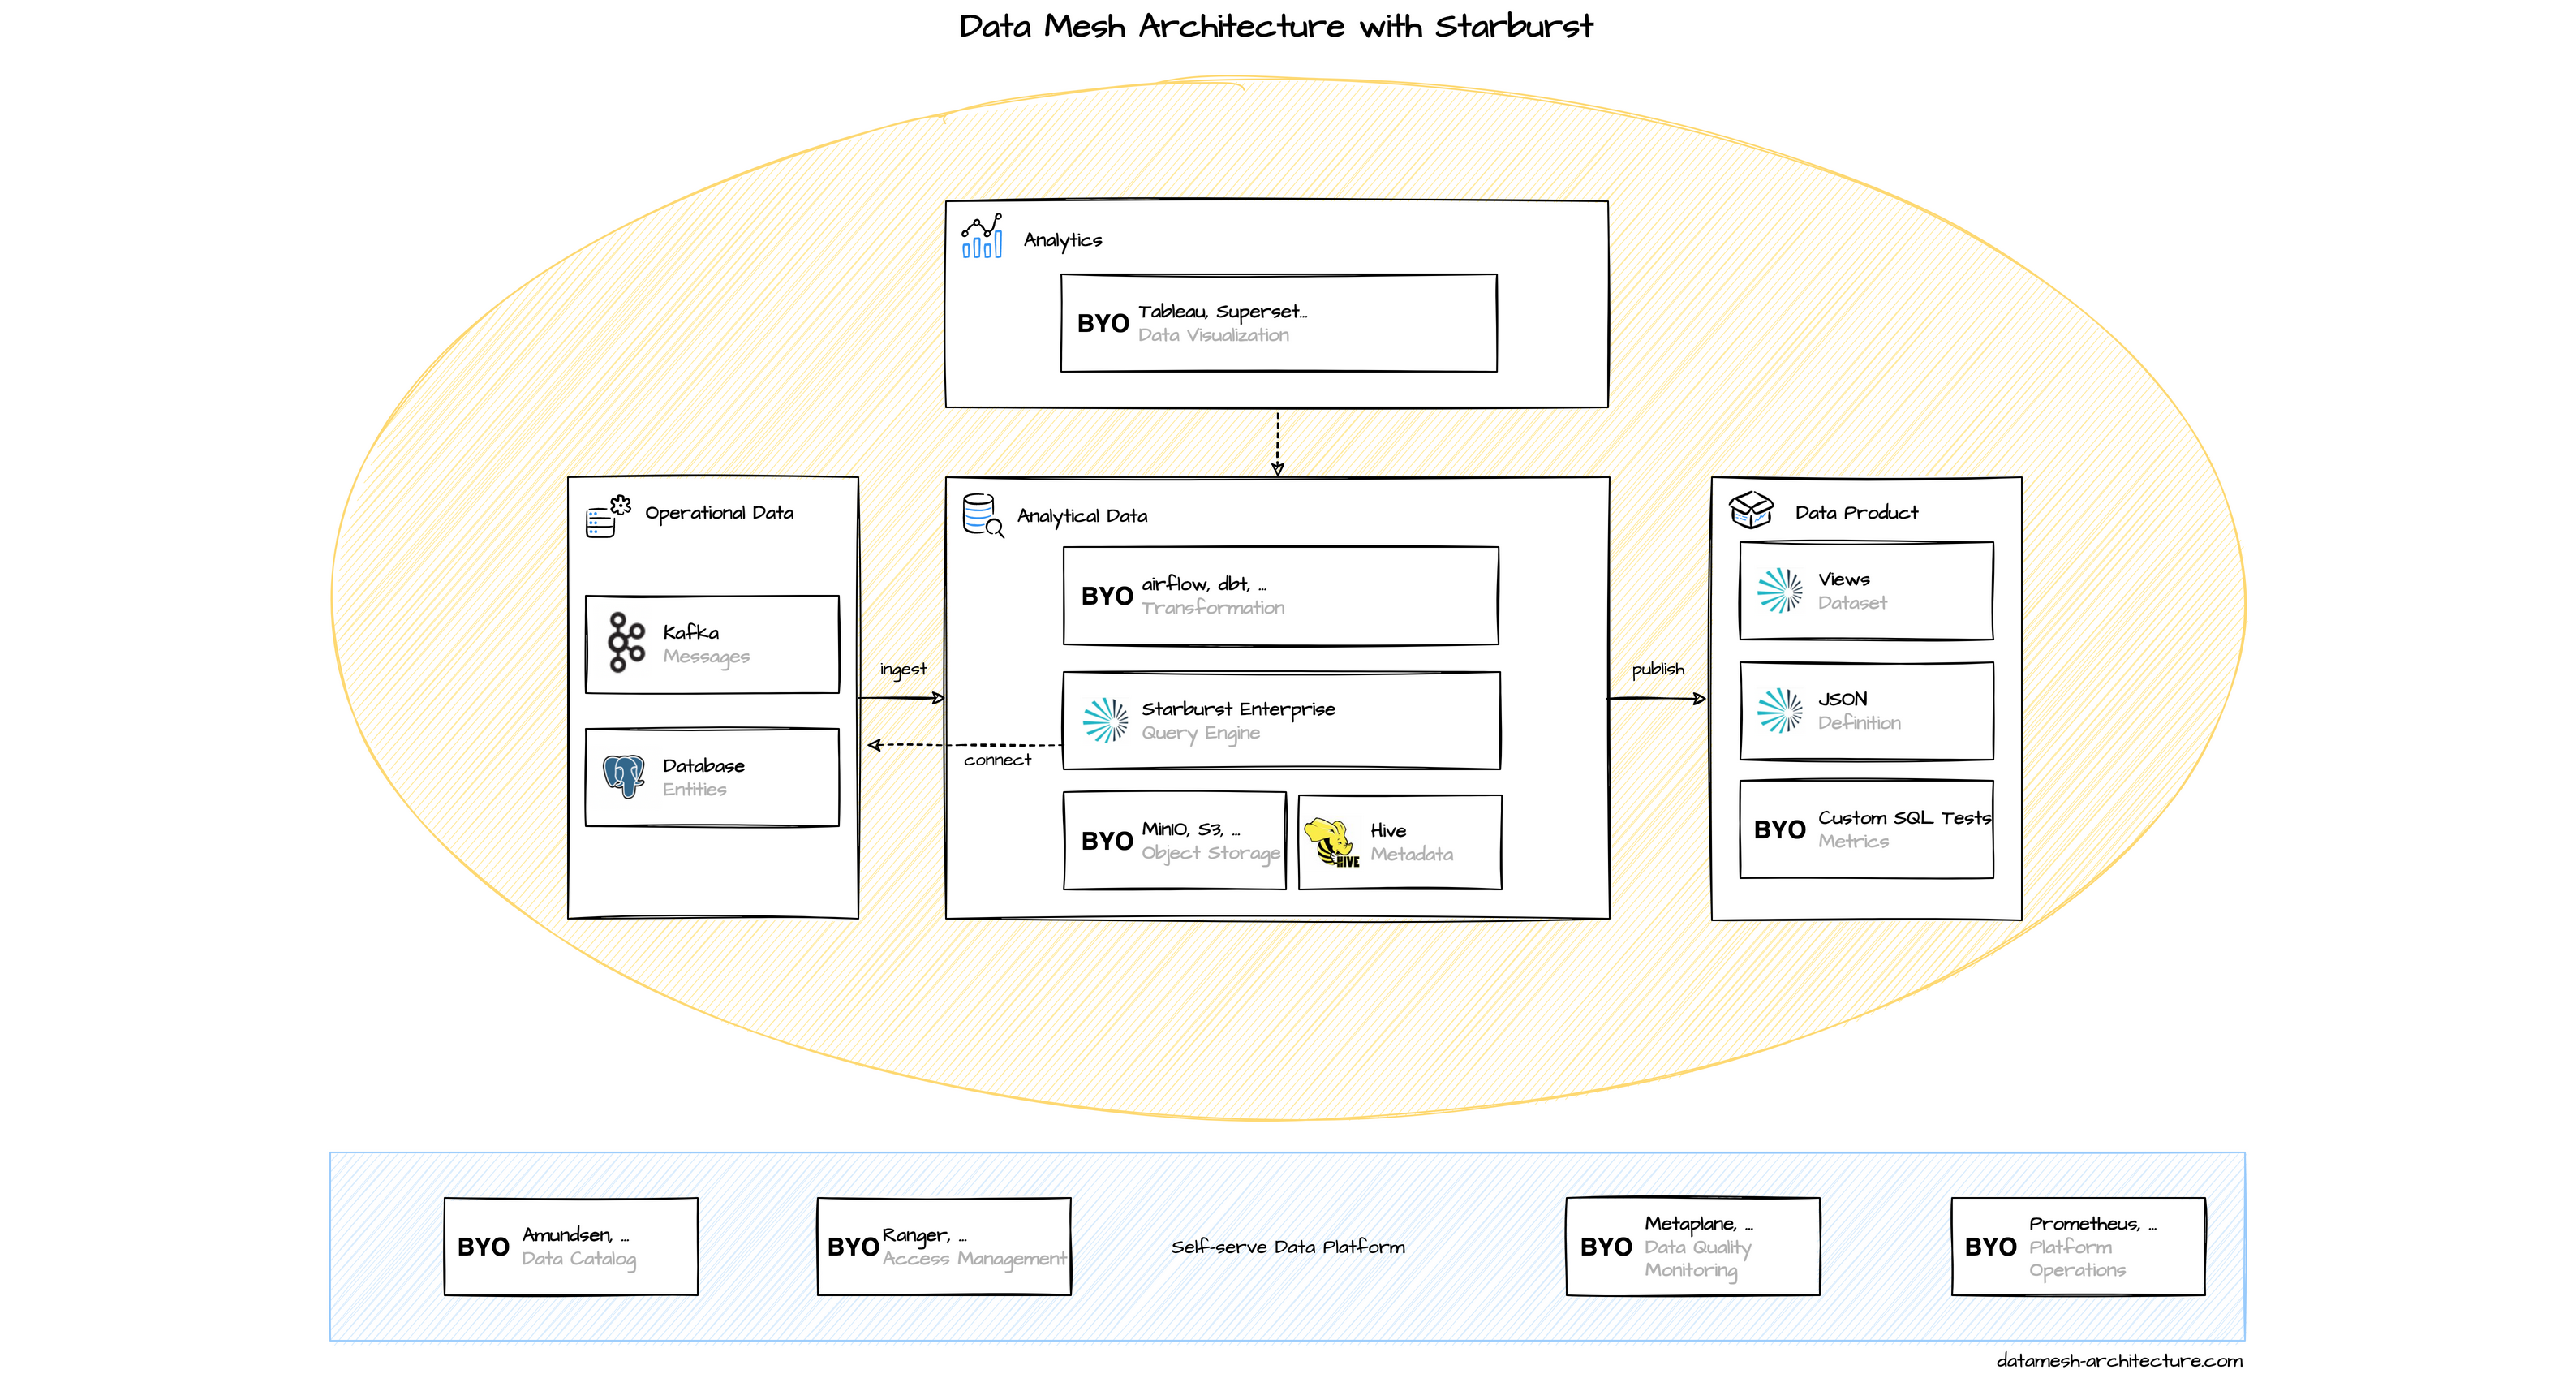 Data Mesh Architecture with Starburst
Analytics
BYO
Tableau, Superset...
Data Visualization
Operational Data
Kafka
Messages
Database
Entities
ingest
connect
Analytical Data
BYO
airflow, dbt, ...
Transformation
Starburst Enterprise
Query Engine
BYO
MinIO, S3, ...
Object Storage
HIVE
Hive
Metadata
publish
Data Product
Views
Dataset
JSON
Definition
BYO
Custom SQL Tests
Metrics
BYO
Amundsen, ...
Data Catalog
BYO
Ranger, ...
Access Management
Self-serve Data Platform
BYO
Metaplane, ...
Data Quality
Monitoring
BYO
Prometheus, ...
Platform
Operations
datamesh-architecture.com